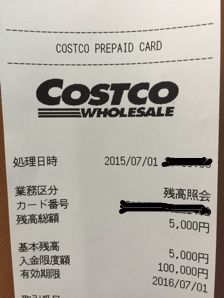 COSTCO PREPAID CARD
COSTCO
WHOLESALE
処理日時 2015/07/01
業務区分 残高照会
カード番号
残高総額 5,000円
基本残高 5,000円
入金限度額 100,000円
有効期限 2016/07/01